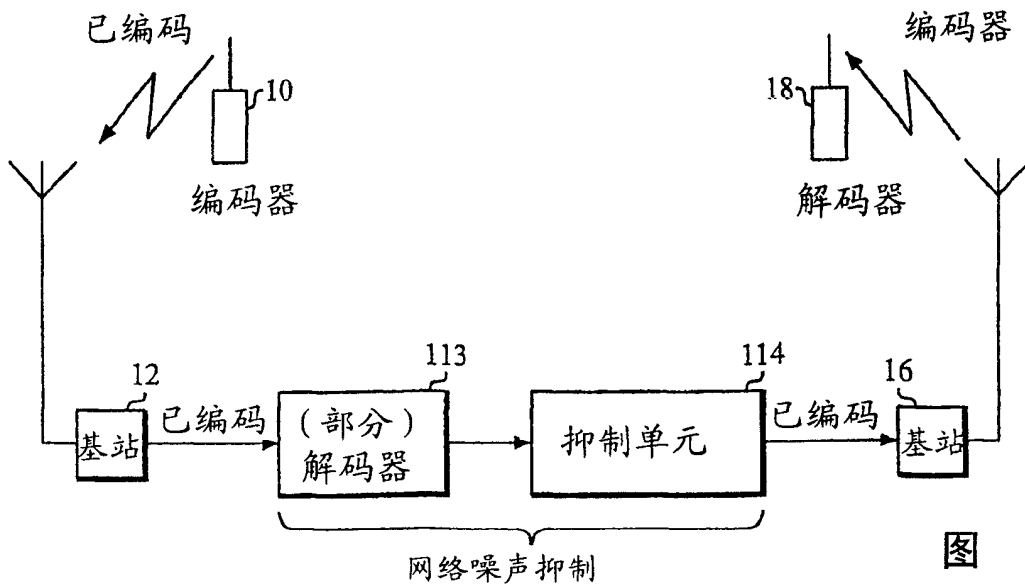 已编码
编码器
10
18
编码器
解码器
12
113
114
16
基站
已编码
(部分)
解码器
抑制单元
已编码
基站
网络噪声抑制
图